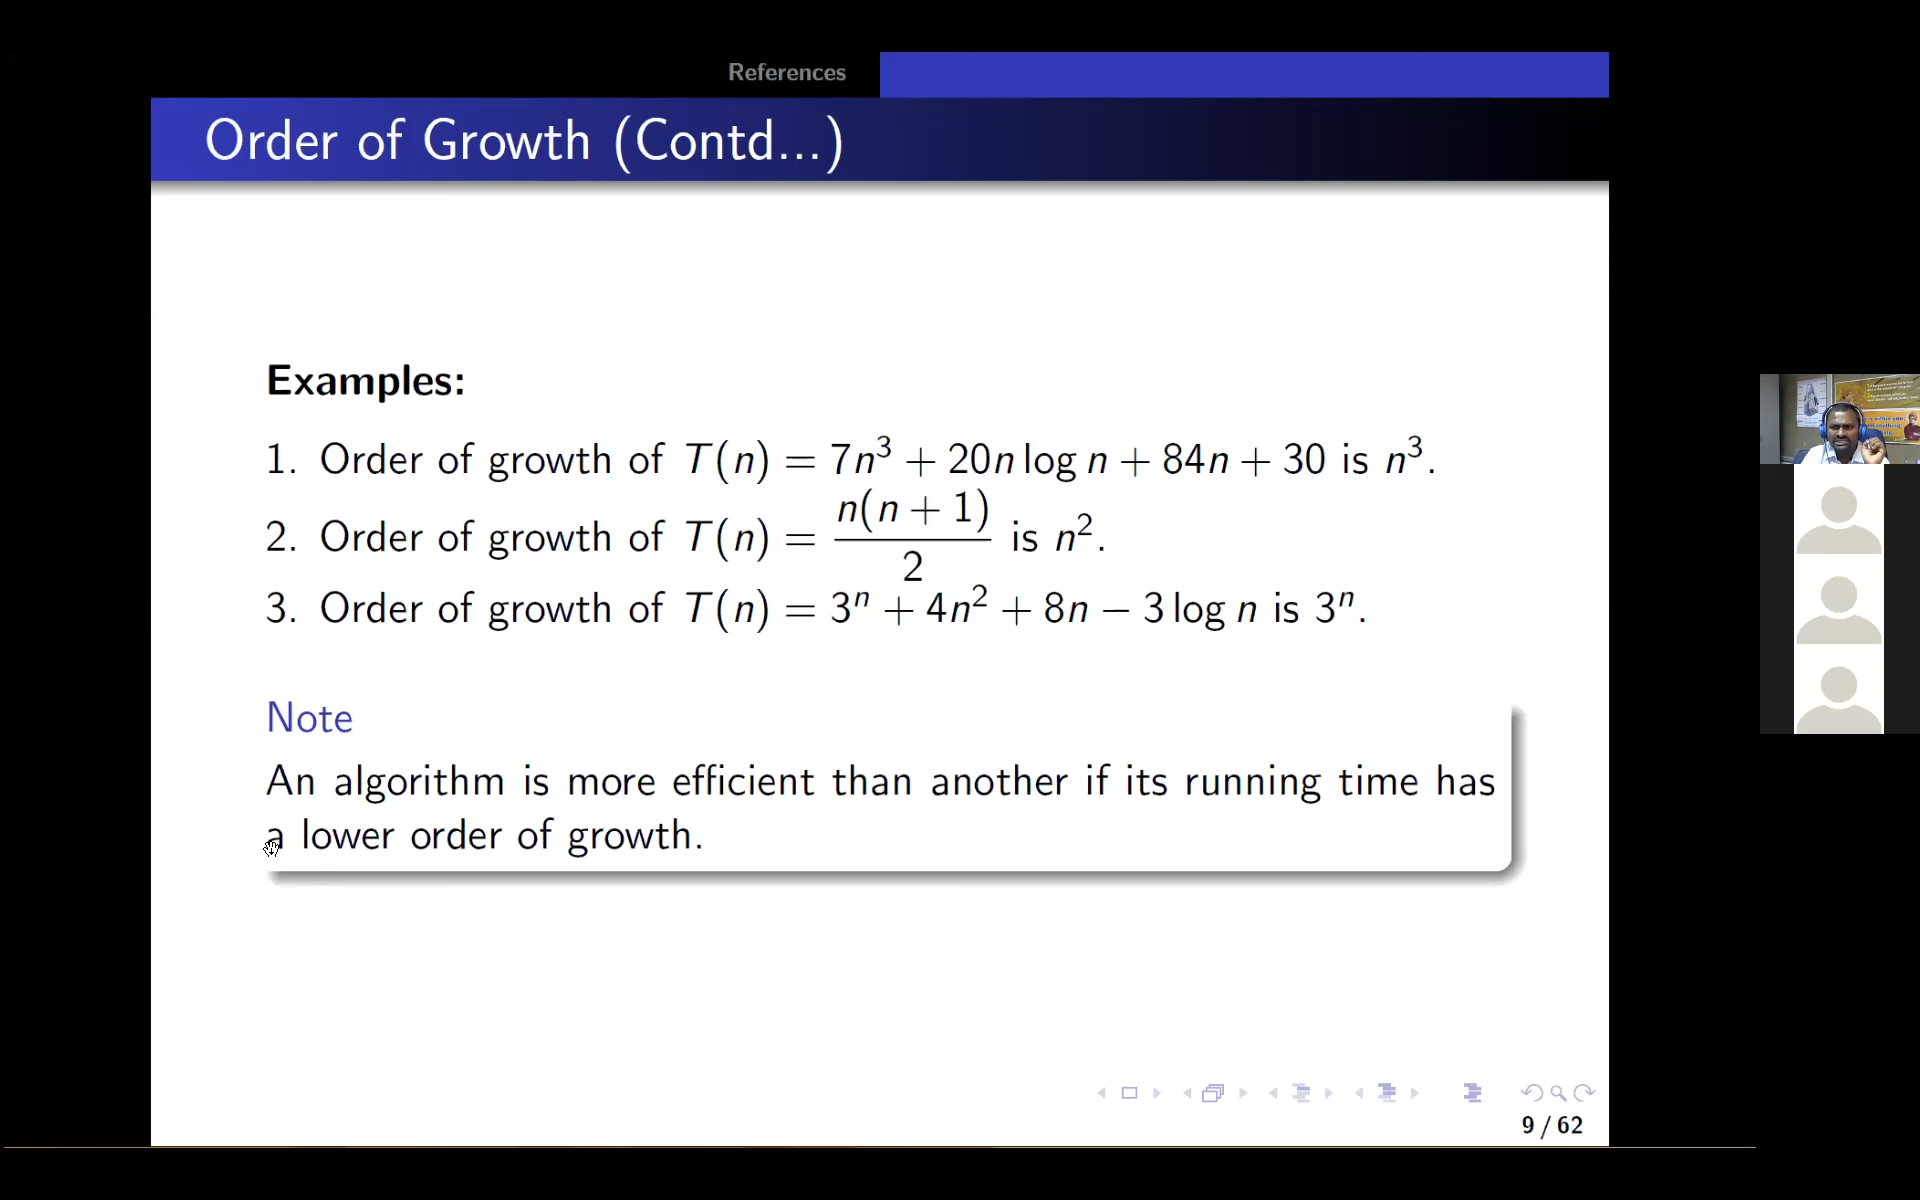 References
Order of Growth (Contd...)
Examples:
1. Order of growth of T(n) = 7n³ + 20n log n + 84n + 30 is n³.
2. Order of growth of T(n) = n(n + 1)/2 is n².
3. Order of growth of T(n) = 3ⁿ + 4n² + 8n − 3 log n is 3ⁿ.
Note
An algorithm is more efficient than another if its running time has
a lower order of growth.
9 / 62